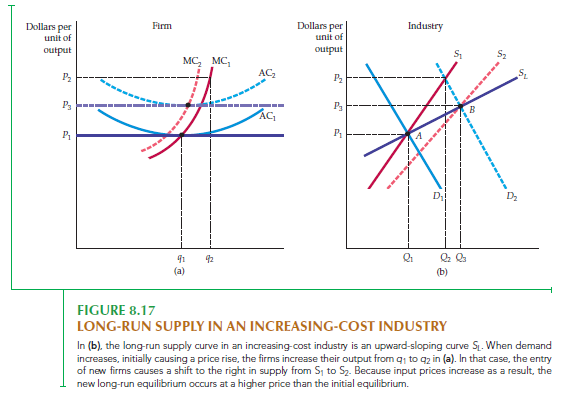 Dollars per
unit of
output
Firm
MC₂ MC₁
AC₂
AC₁
P₂
P₃
P₁
q₁ q₂
(a)
Dollars per
unit of
output
Industry
S₁ S₂
S_L
P₂
P₃
P₁
A
B
D₁ D₂
Q₁ Q₂ Q₃
(b)
FIGURE 8.17
LONG-RUN SUPPLY IN AN INCREASING-COST INDUSTRY
In (b), the long-run supply curve in an increasing-cost industry is an upward-sloping curve S_L. When demand
increases, initially causing a price rise, the firms increase their output from q₁ to q₂ in (a). In that case, the entry
of new firms causes a shift to the right in supply from S₁ to S₂. Because input prices increase as a result, the
new long-run equilibrium occurs at a higher price than the initial equilibrium.